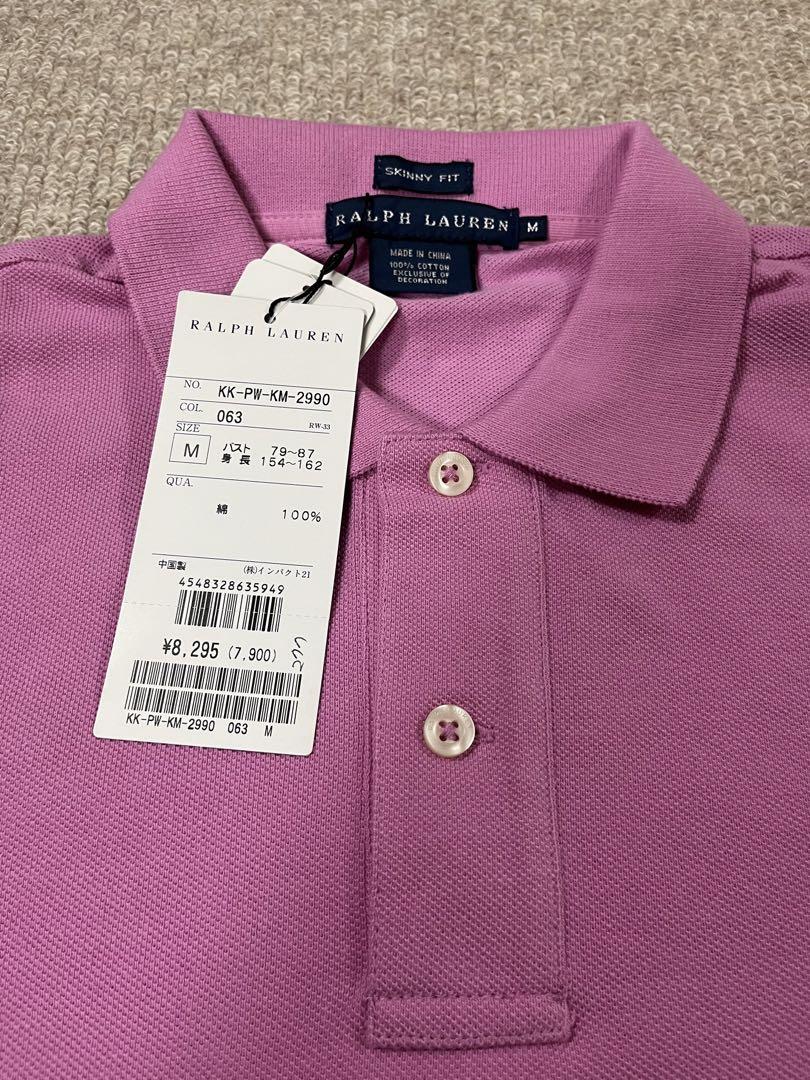 SKINNY FIT
RALPH LAUREN
M
MADE IN CHINA
100% COTTON
EXCLUSIVE OF
DECORATION
RALPH LAUREN
NO. KK-PW-KM-2990
COL. 063
RW-33
SIZE
M バスト 79~87
身長 154~162
QUA.
綿 100%
中国製 (株)インパクト21
4548328635949
¥8,295 (7,900)
KK-PW-KM-2990 063 M